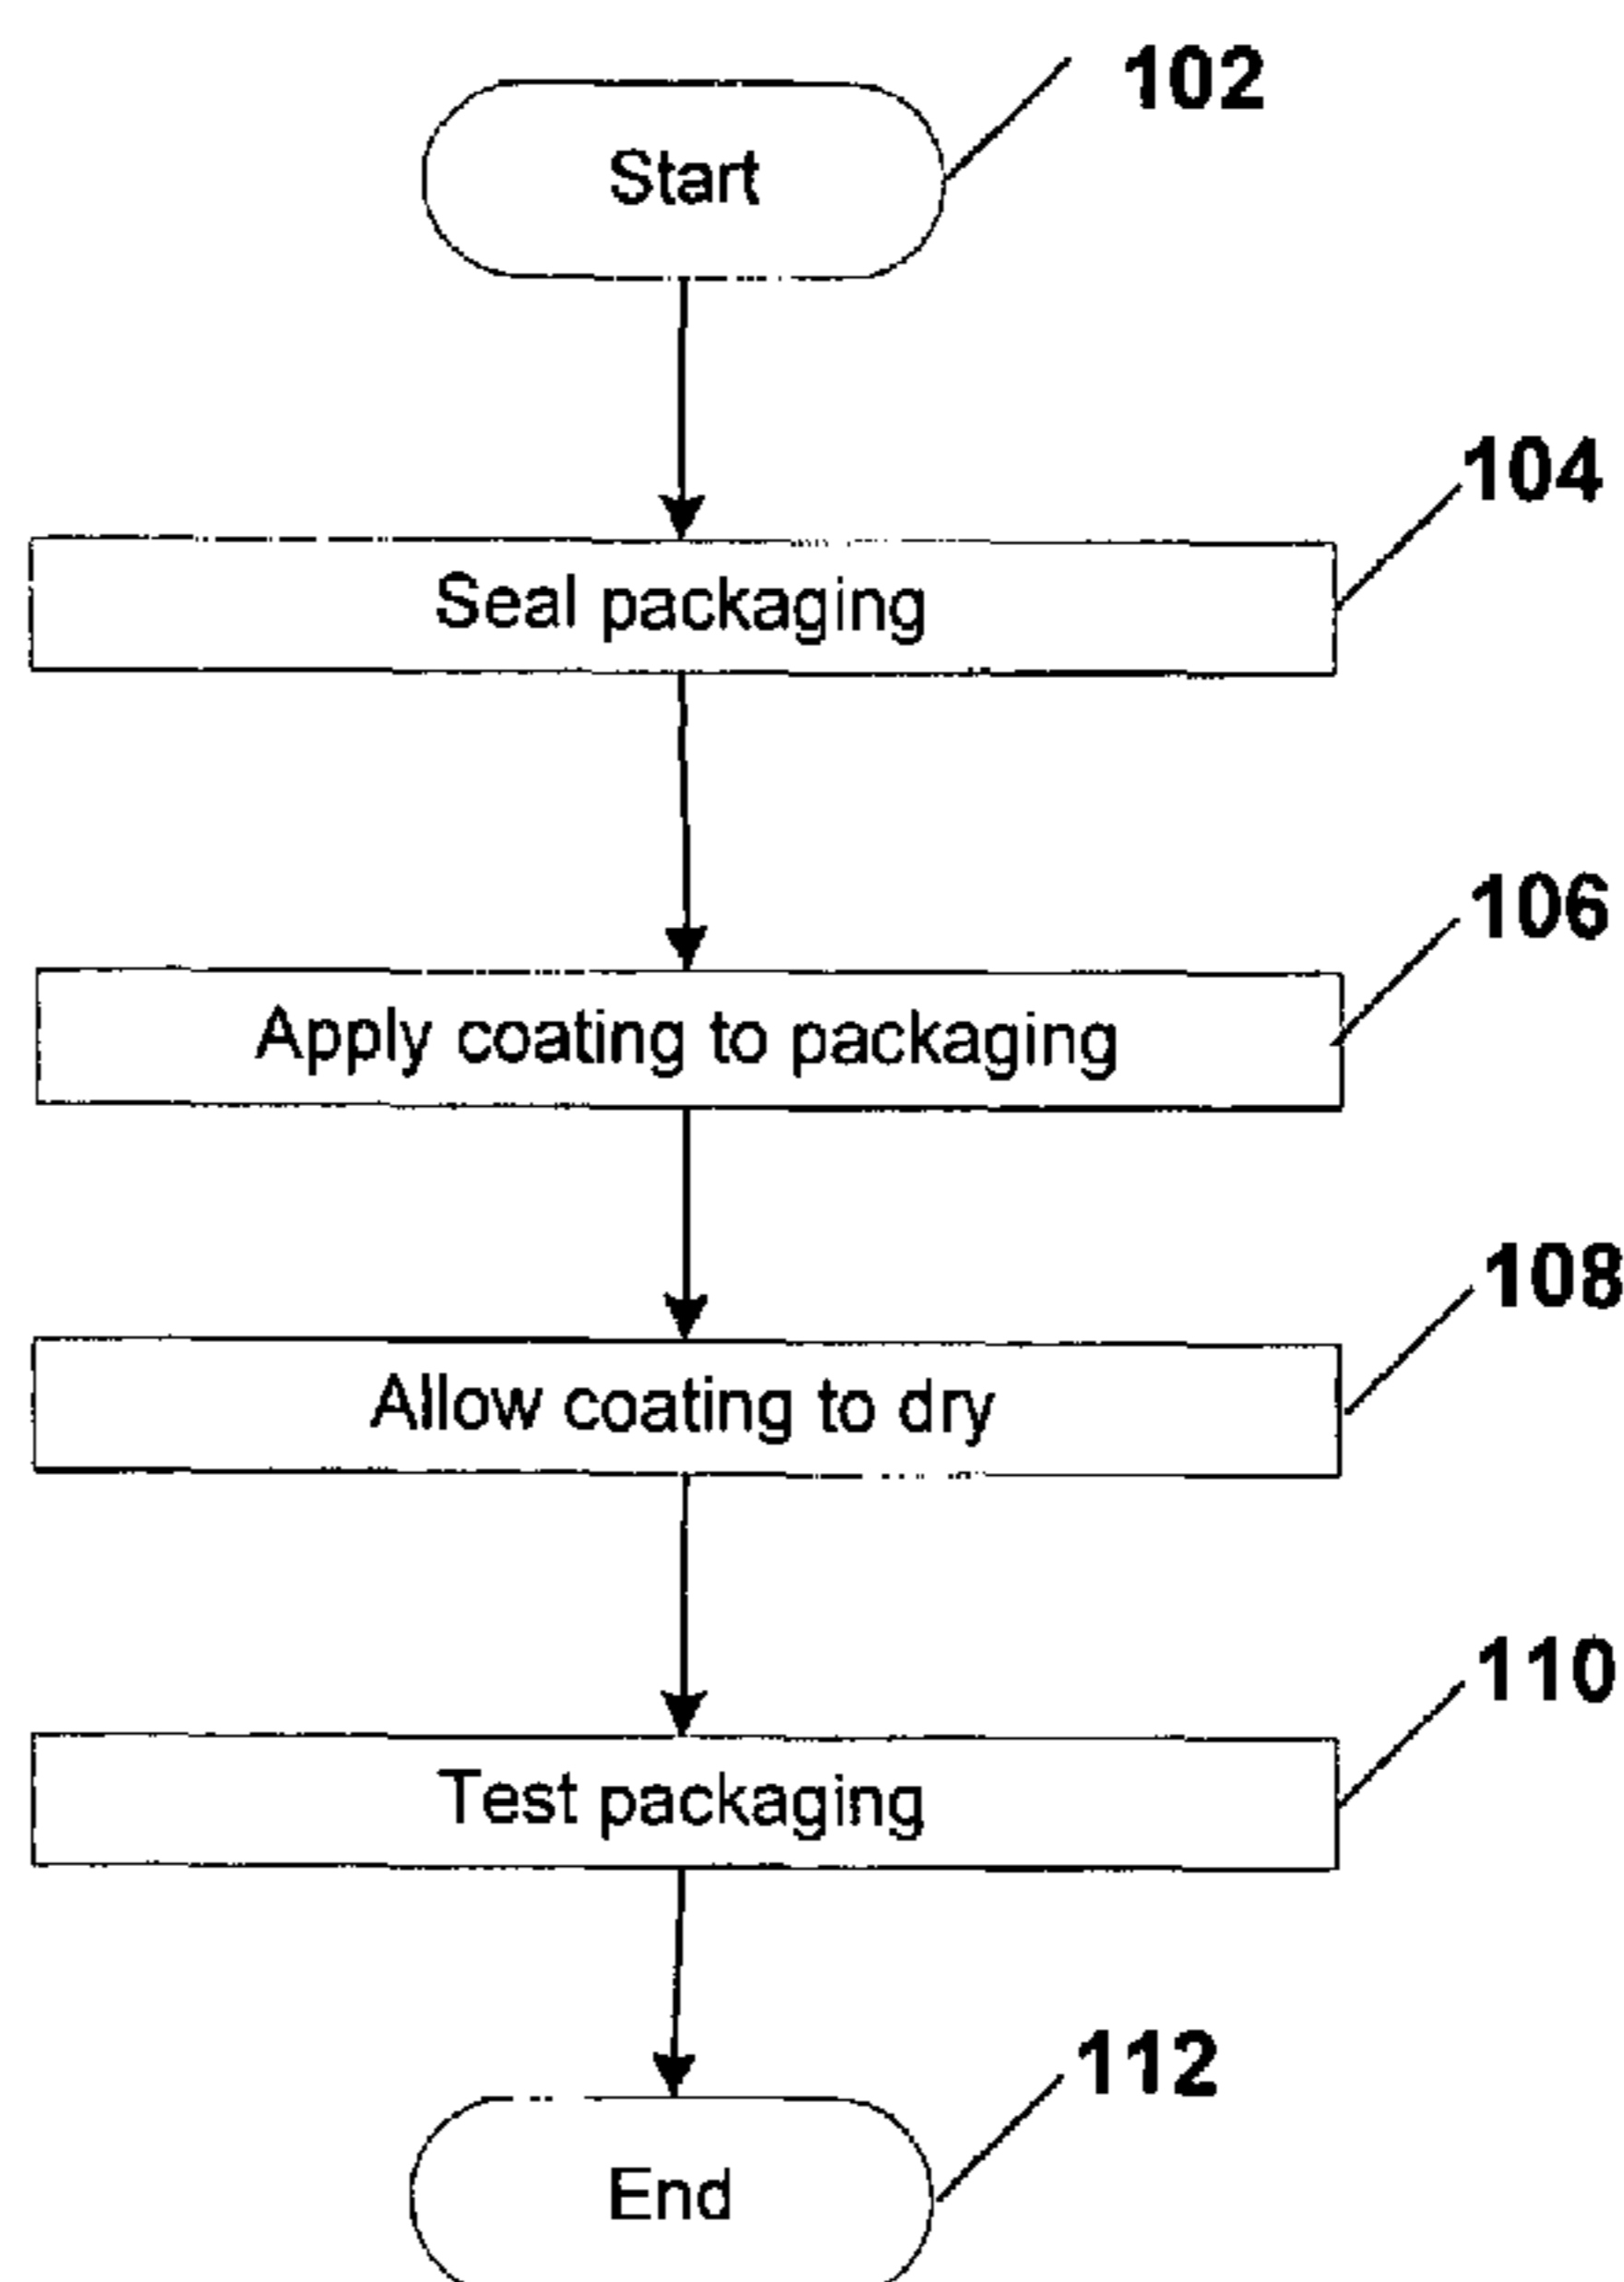 102
Start
104
Seal packaging
106
Apply coating to packaging
108
Allow coating to dry
110
Test packaging
112
End